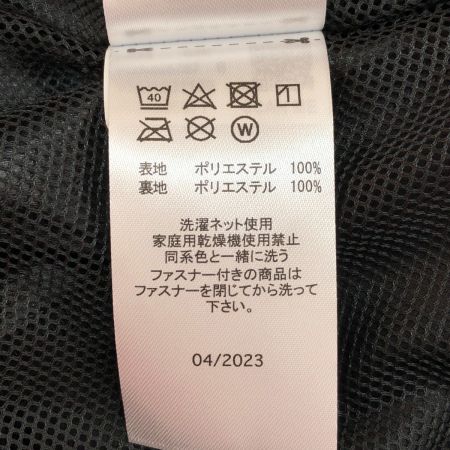 40
W
表地 ポリエステル 100%
裏地 ポリエステル 100%
洗濯ネット使用
家庭用乾燥機使用禁止
同系色と一緒に洗う
ファスナー付きの商品は
ファスナーを閉じてから洗って
下さい。
04/2023